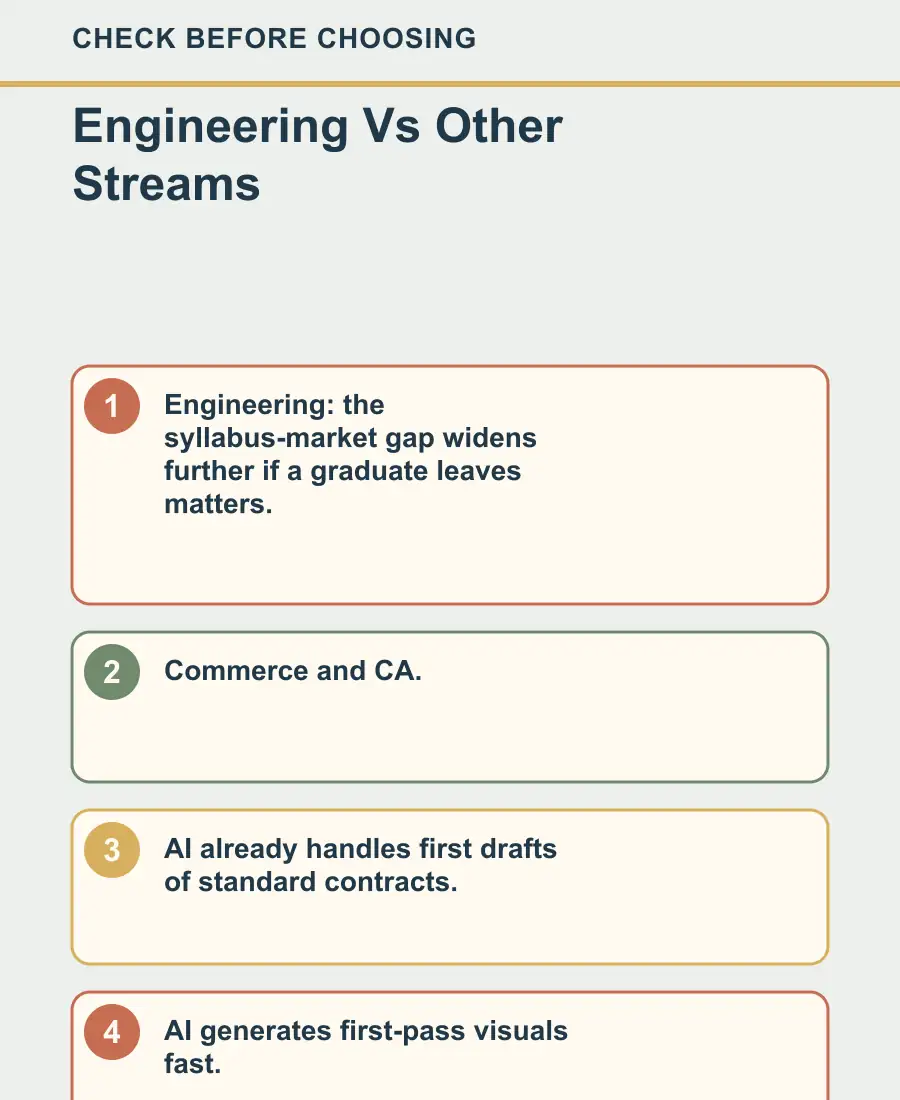 CHECK BEFORE CHOOSING
Engineering Vs Other
Streams
1
Engineering: the
syllabus-market gap widens
further if a graduate leaves
matters.
2
Commerce and CA.
3
AI already handles first drafts
of standard contracts.
4
AI generates first-pass visuals
fast.